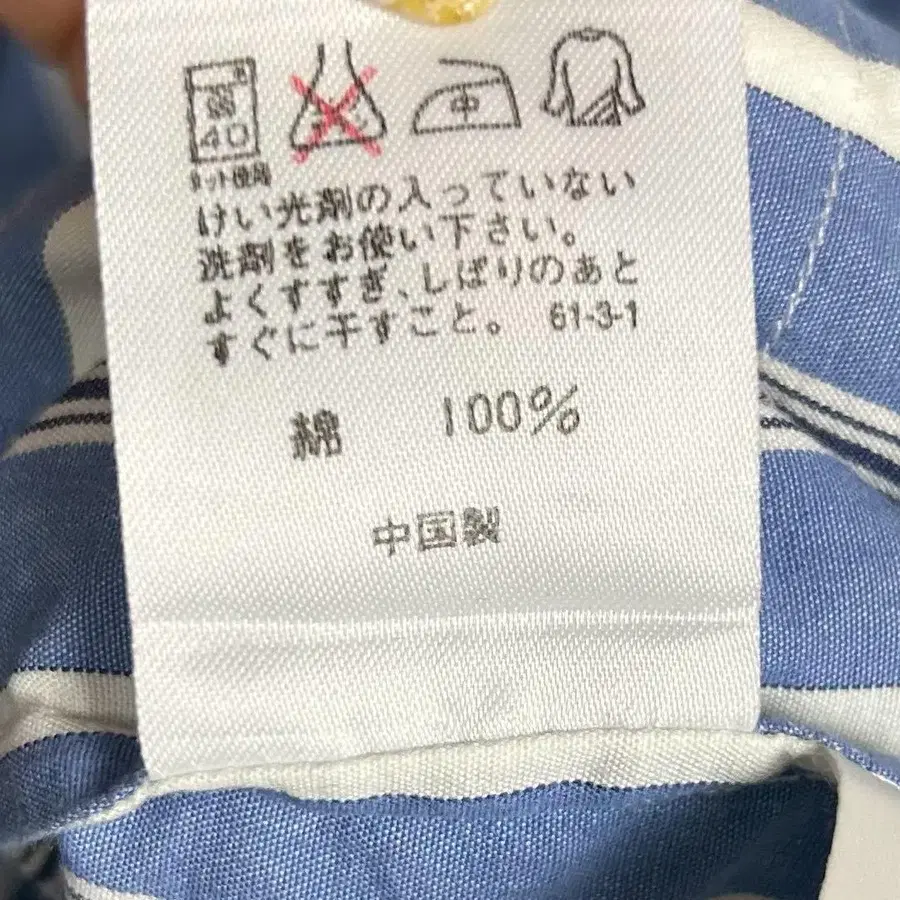 40
中
ネット使用
けい光剤の入っていない
洗剤をお使い下さい。
よくすすぎ、しぼりのあと
すぐに干すこと。 61-3-1
綿 100%
中国製